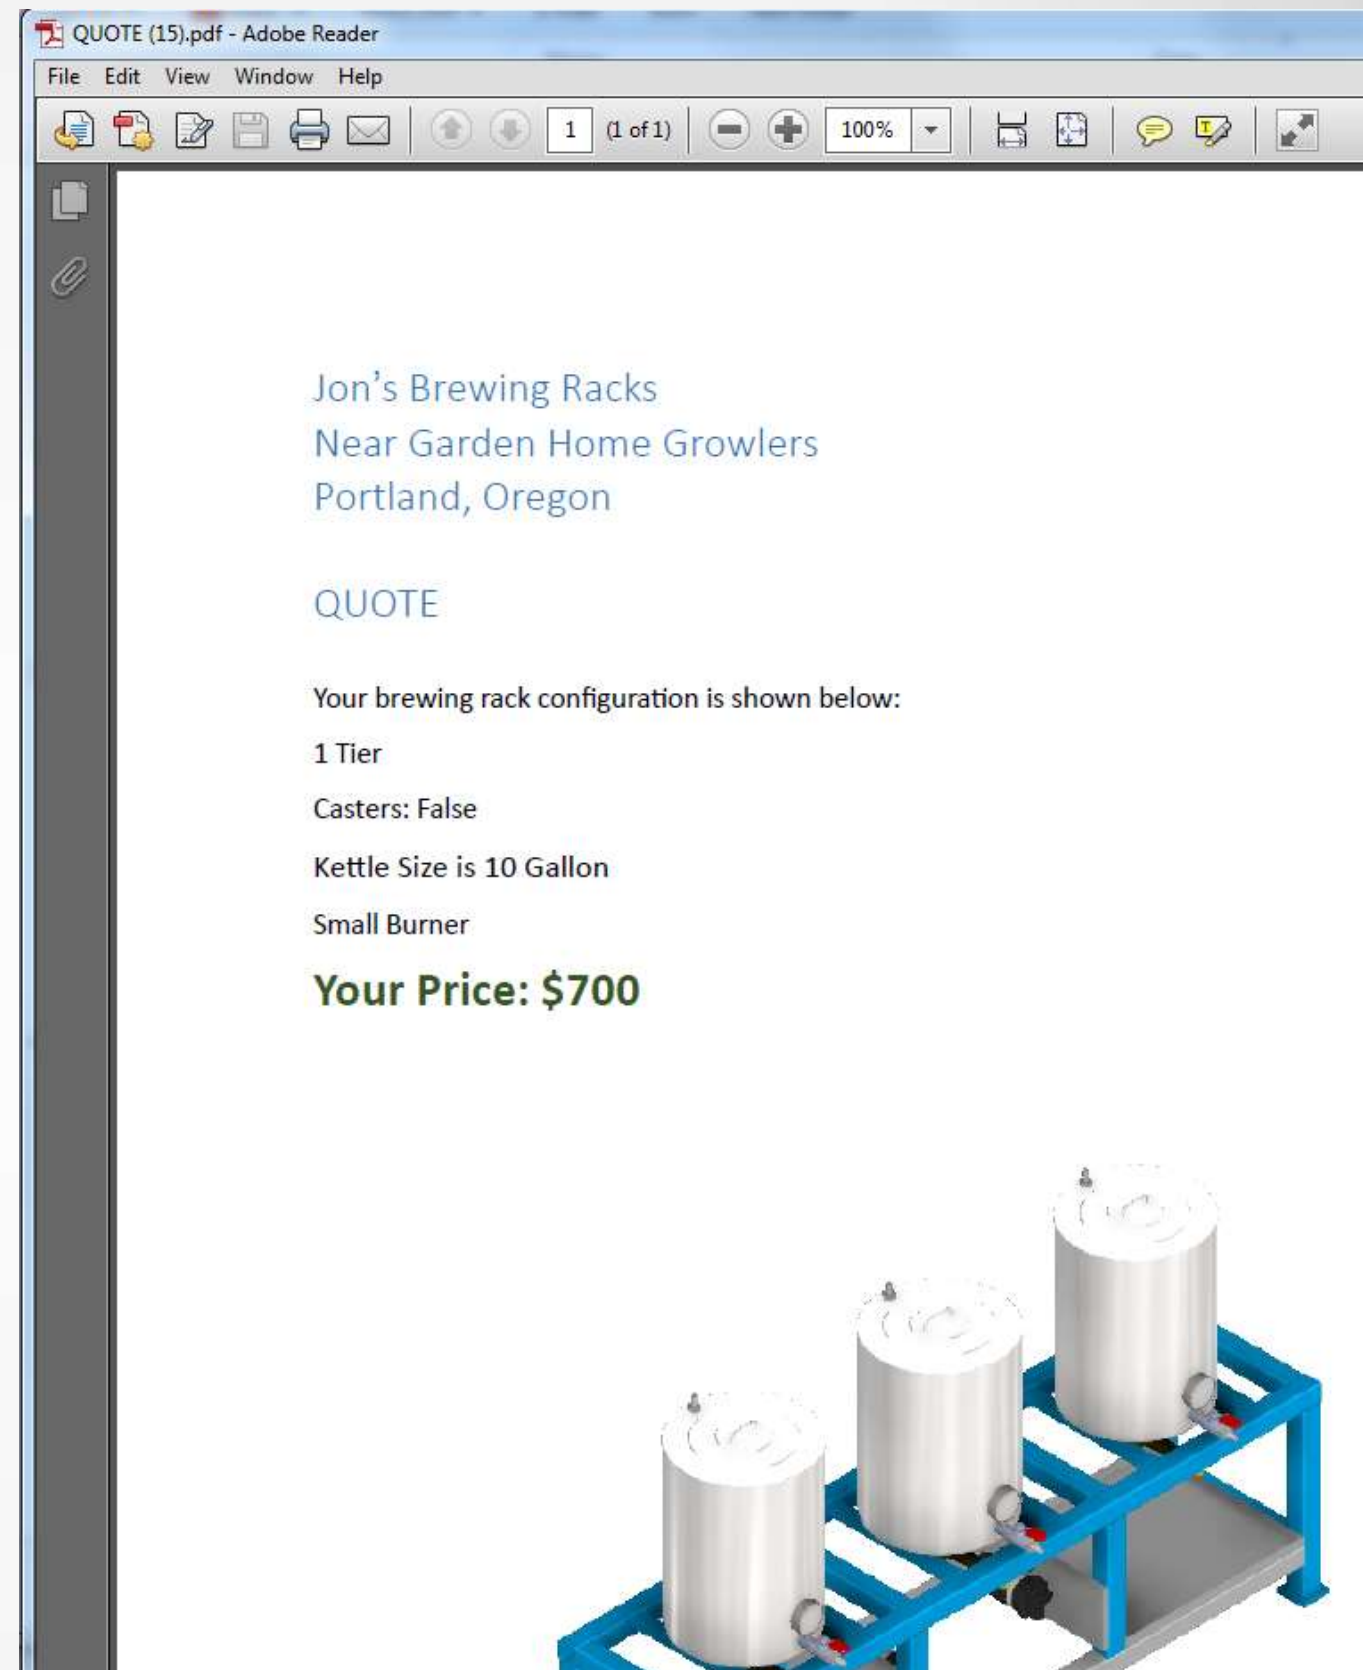 QUOTE (15).pdf - Adobe Reader
File Edit View Window Help
1 (1 of 1) 100%
Jon's Brewing Racks
Near Garden Home Growlers
Portland, Oregon
QUOTE
Your brewing rack configuration is shown below:
1 Tier
Casters: False
Kettle Size is 10 Gallon
Small Burner
Your Price: $700